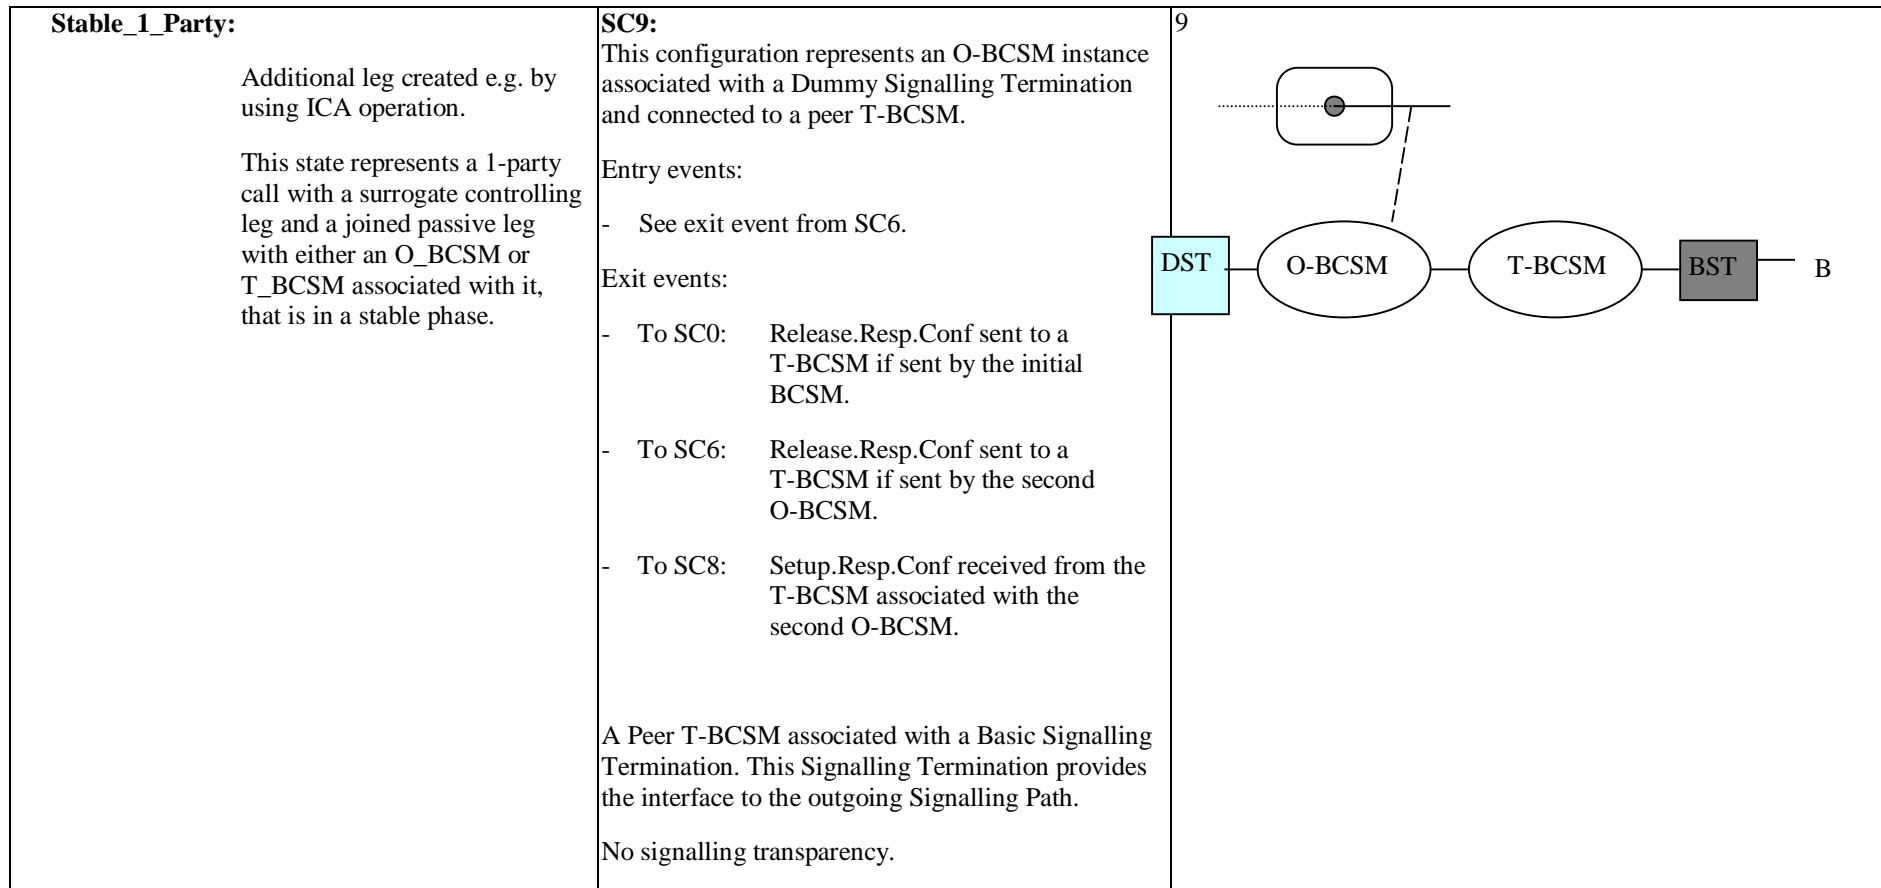 Stable_1_Party:
Additional leg created e.g. by
using ICA operation.
This state represents a 1-party
call with a surrogate controlling
leg and a joined passive leg
with either an O_BCSM or
T_BCSM associated with it,
that is in a stable phase.
SC9:
This configuration represents an O-BCSM instance
associated with a Dummy Signalling Termination
and connected to a peer T-BCSM.
Entry events:
- See exit event from SC6.
Exit events:
- To SC0: Release.Resp.Conf sent to a
T-BCSM if sent by the initial
BCSM.
- To SC6: Release.Resp.Conf sent to a
T-BCSM if sent by the second
O-BCSM.
- To SC8: Setup.Resp.Conf received from the
T-BCSM associated with the
second O-BCSM.
A Peer T-BCSM associated with a Basic Signalling
Termination. This Signalling Termination provides
the interface to the outgoing Signalling Path.
No signalling transparency.
9
DST O-BCSM T-BCSM BST B